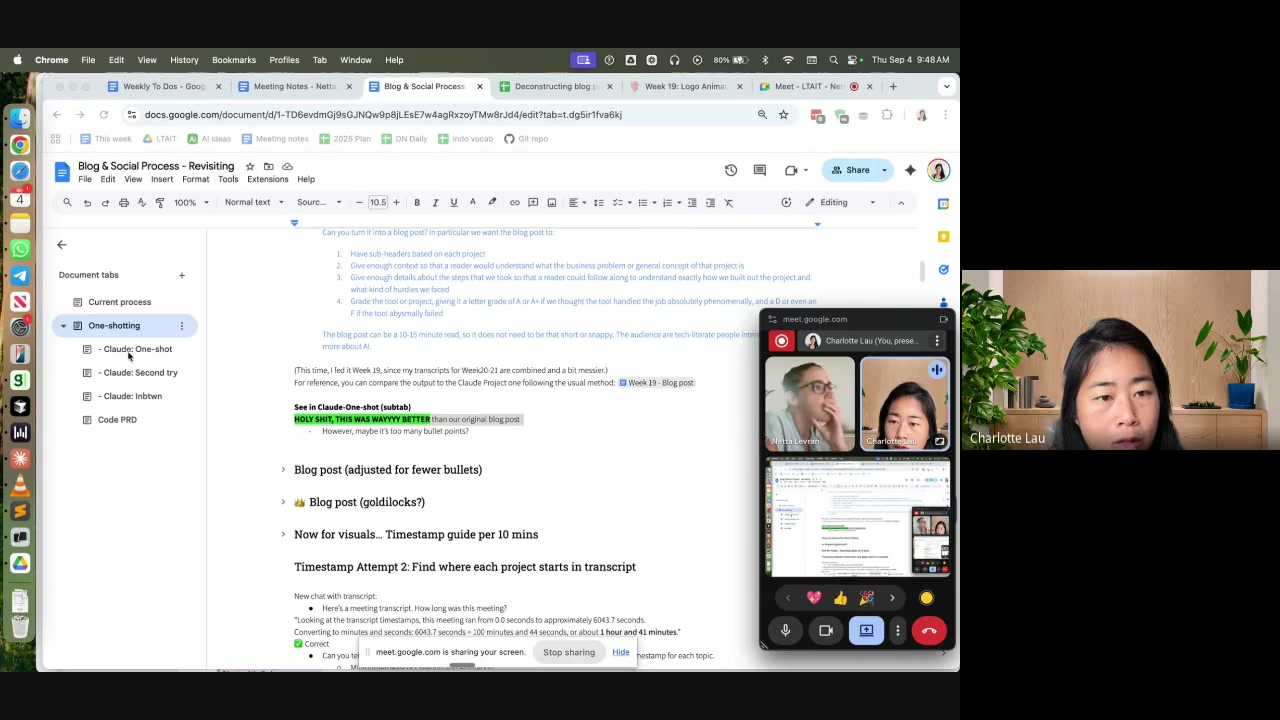 Chrome File Edit View History Bookmarks Profiles Tab Window Help 80% Thu Sep 4 9:48 AM
Weekly To Dos - Goog Meeting Notes - Netta Blog & Social Process Deconstructing blog p Week 19: Logo Animat Meet - LTAIT - Net
docs.google.com/document/d/1-TD6evdmGj9sGJNQw9p8jLEsE7w4agRxzoyTMw8rJd4/edit?tab=t.dg5ir1fva6kj
This week LTAIT AI ideas Meeting notes 2025 Plan DN Daily Indo vocab Git repo
Blog & Social Process - Revisiting
Share
File Edit View Insert Format Tools Extensions Help
100% Normal text Sourc... 10.5 Editing
Document tabs
Current process
One-shotting
- Claude: One-shot
- Claude: Second try
- Claude: Inbtwn
Code PRD
Can you turn it into a blog post? In particular we want the blog post to:
1. Have sub-headers based on each project
2. Give enough context so that a reader would understand what the business problem or general concept of that project is
3. Give enough details about the steps that we took so that a reader could follow along to understand exactly how we built out the project and
what kind of hurdles we faced
4. Grade the tool or project, giving it a letter grade of A or A+ if we thought the tool handled the job absolutely phenomenally, and a D or even an
F if the tool abysmally failed
The blog post can be a 10-15 minute read, so it does not need to be that short or snappy. The audience are tech-literate people
more about AI.
(This time, I fed it Week 19, since my transcripts for Week20-21 are combined and a bit messier.)
For reference, you can compare the output to the Claude Project one following the usual method: Week 19 - Blog post
See in Claude-One-shot (subtab)
HOLY SHIT, THIS WAS WAYYYY BETTER than our original blog post
- However, maybe it's too many bullet points?
Blog post (adjusted for fewer bullets)
👍 Blog post (goldilocks?)
Now for visuals... Timestamp guide per 10 mins
Timestamp Attempt 2: Find where each project starts in transcript
New chat with transcript:
● Here's a meeting transcript. How long was this meeting?
"Looking at the transcript timestamps, this meeting ran from 0.0 seconds to approximately 6043.7 seconds.
Converting to minutes and seconds: 6043.7 seconds = 100 minutes and 44 seconds, or about 1 hour and 41 minutes."
✅ Correct
● Can you te
mestamp for each topic.
meet.google.com is sharing your screen. Stop sharing Hide
meet.google.com
Charlotte Lau (You, prese...
Netta Levran
Charlotte Lau
Charlotte Lau